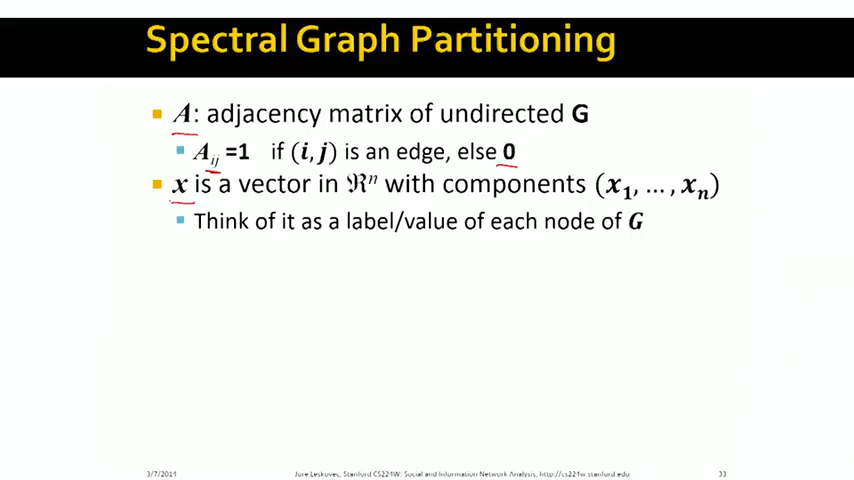 Spectral Graph Partitioning
A: adjacency matrix of undirected G
A_ij =1 if (i, j) is an edge, else 0
x is a vector in ℜⁿ with components (x₁, … , xₙ)
Think of it as a label/value of each node of G
3/7/2014 Jure Leskovec, Stanford CS224W: Social and Information Network Analysis, http://cs224w.stanford.edu 33